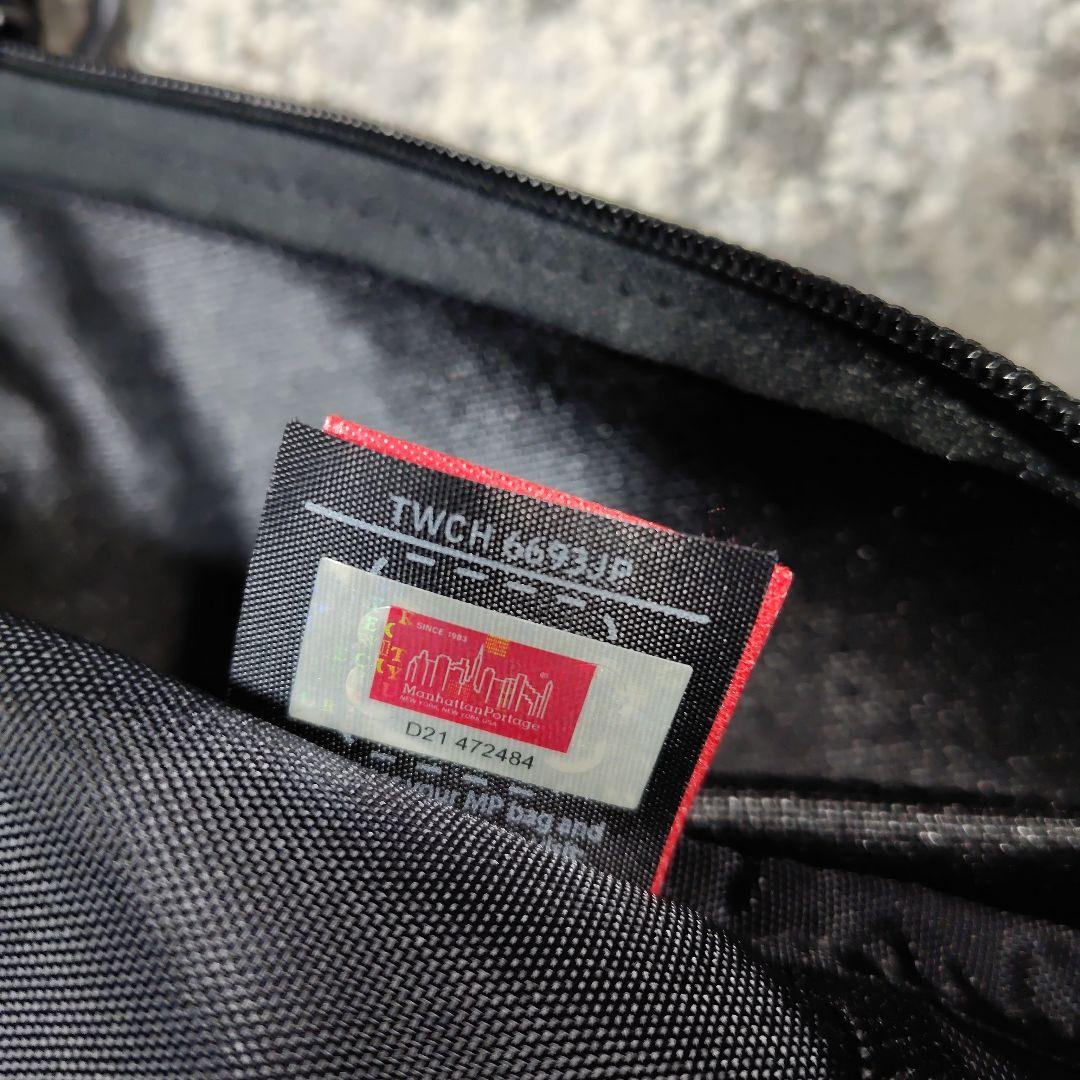 TWCH 6693JP
SINCE 1983
ManhattanPortage
NEW YORK, NEW YORK, USA
D21 472484
your MP bag and